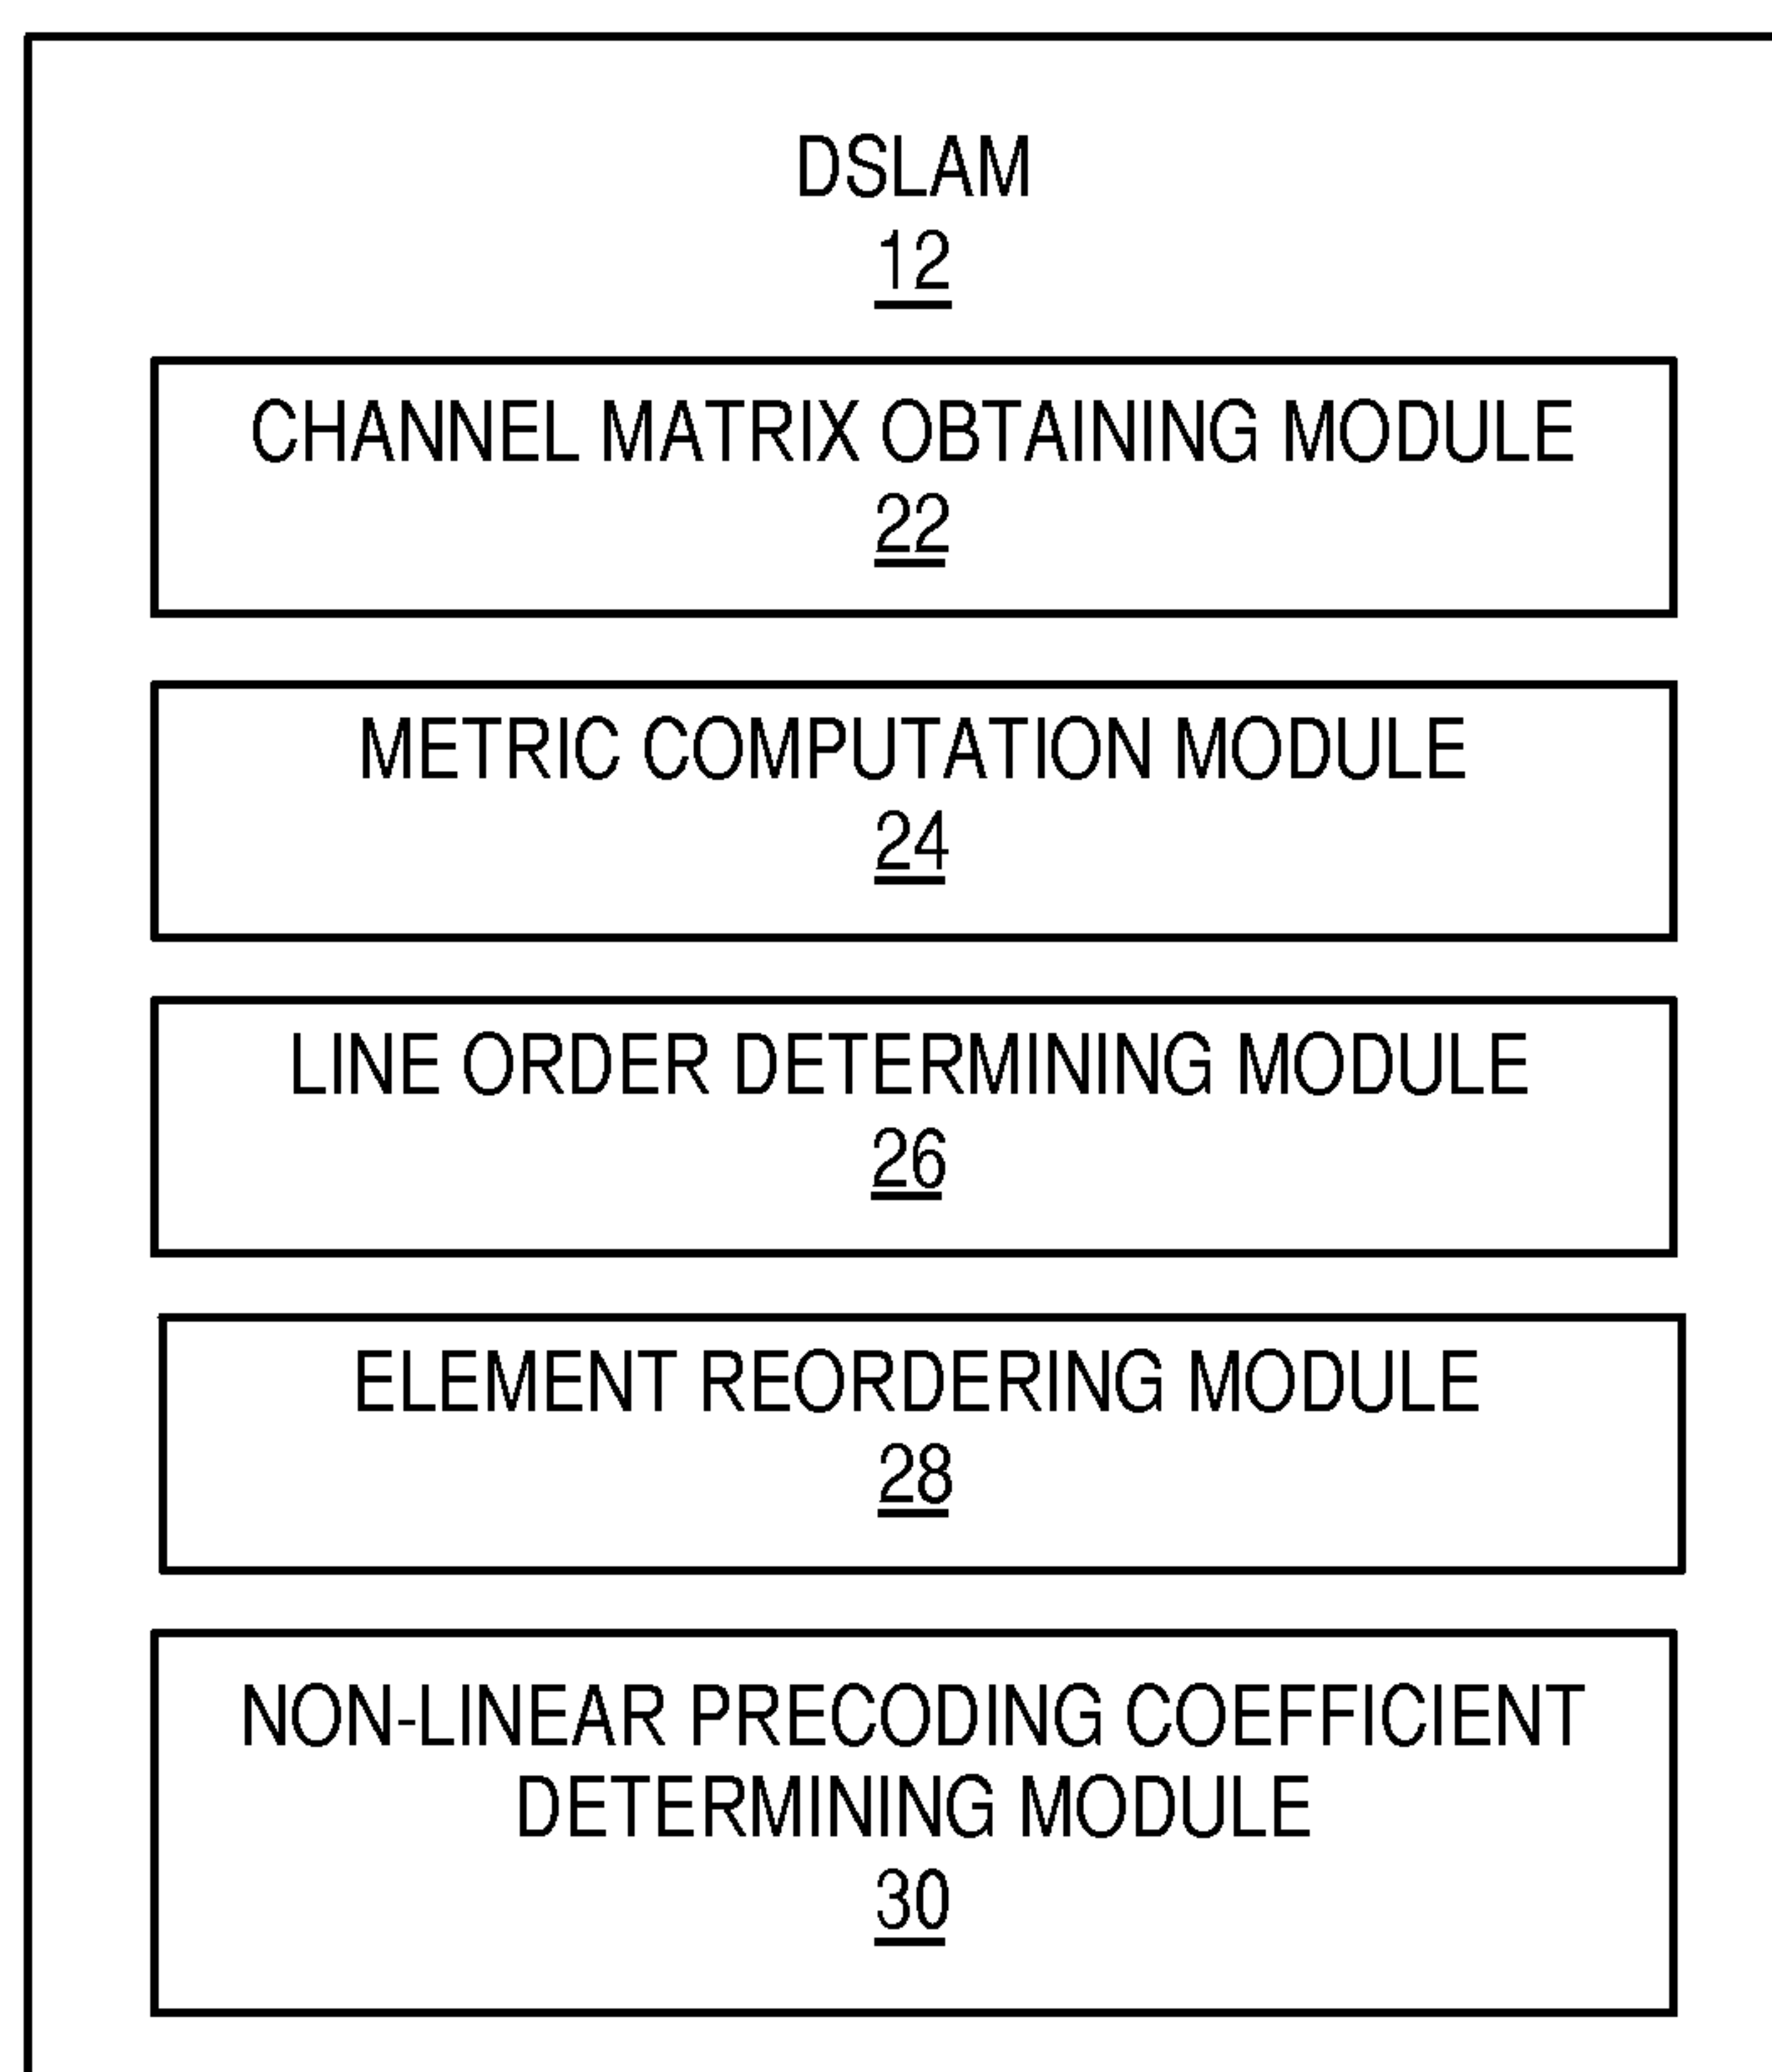 DSLAM
12
CHANNEL MATRIX OBTAINING MODULE
22
METRIC COMPUTATION MODULE
24
LINE ORDER DETERMINING MODULE
26
ELEMENT REORDERING MODULE
28
NON-LINEAR PRECODING COEFFICIENT
DETERMINING MODULE
30